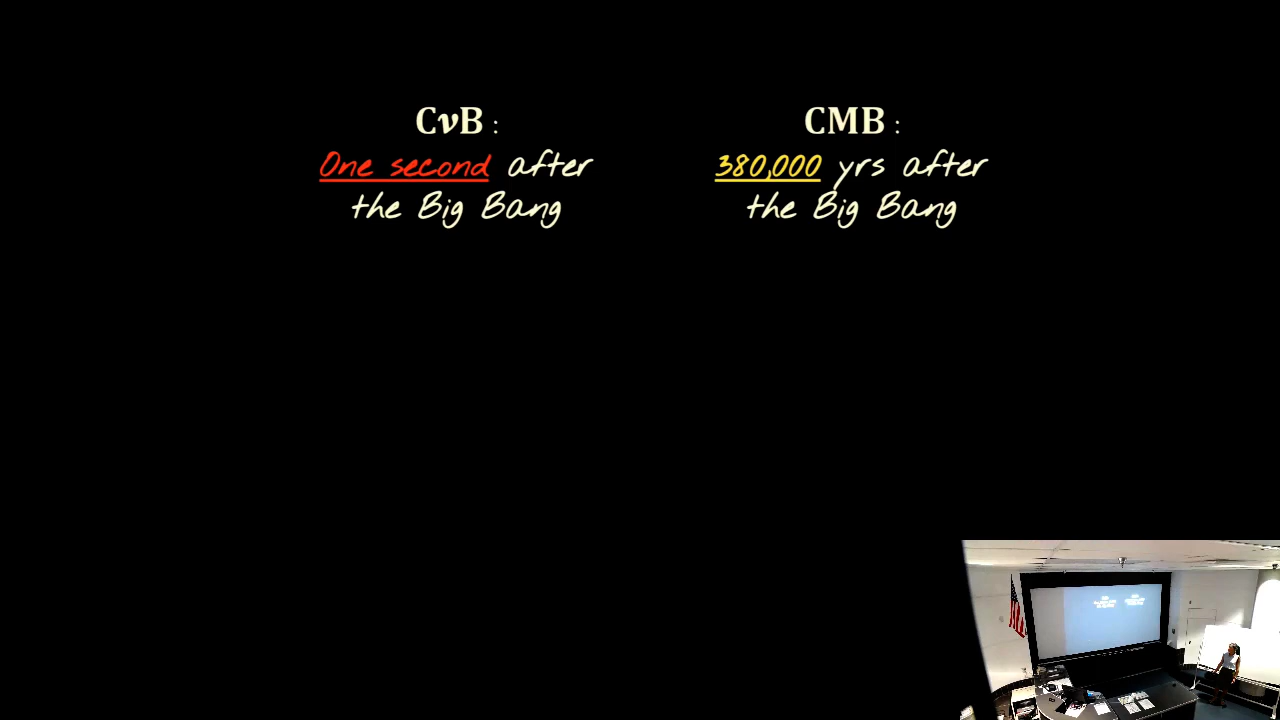 CνB :
One second after
the Big Bang
CMB :
380,000 yrs after
the Big Bang